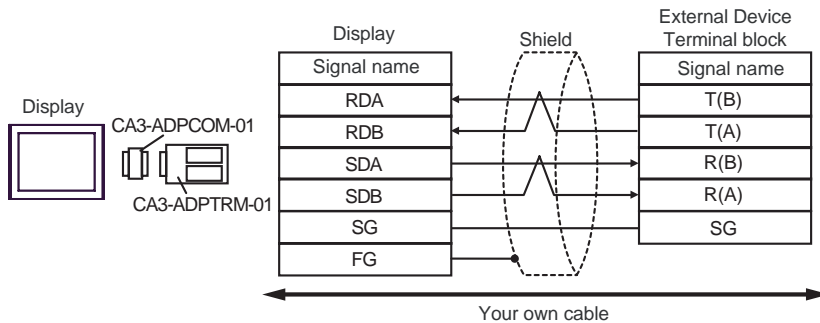 Display
CA3-ADPCOM-01
CA3-ADPTRM-01
Display
Signal name
RDA
RDB
SDA
SDB
SG
FG
Shield
External Device
Terminal block
Signal name
T(B)
T(A)
R(B)
R(A)
SG
Your own cable